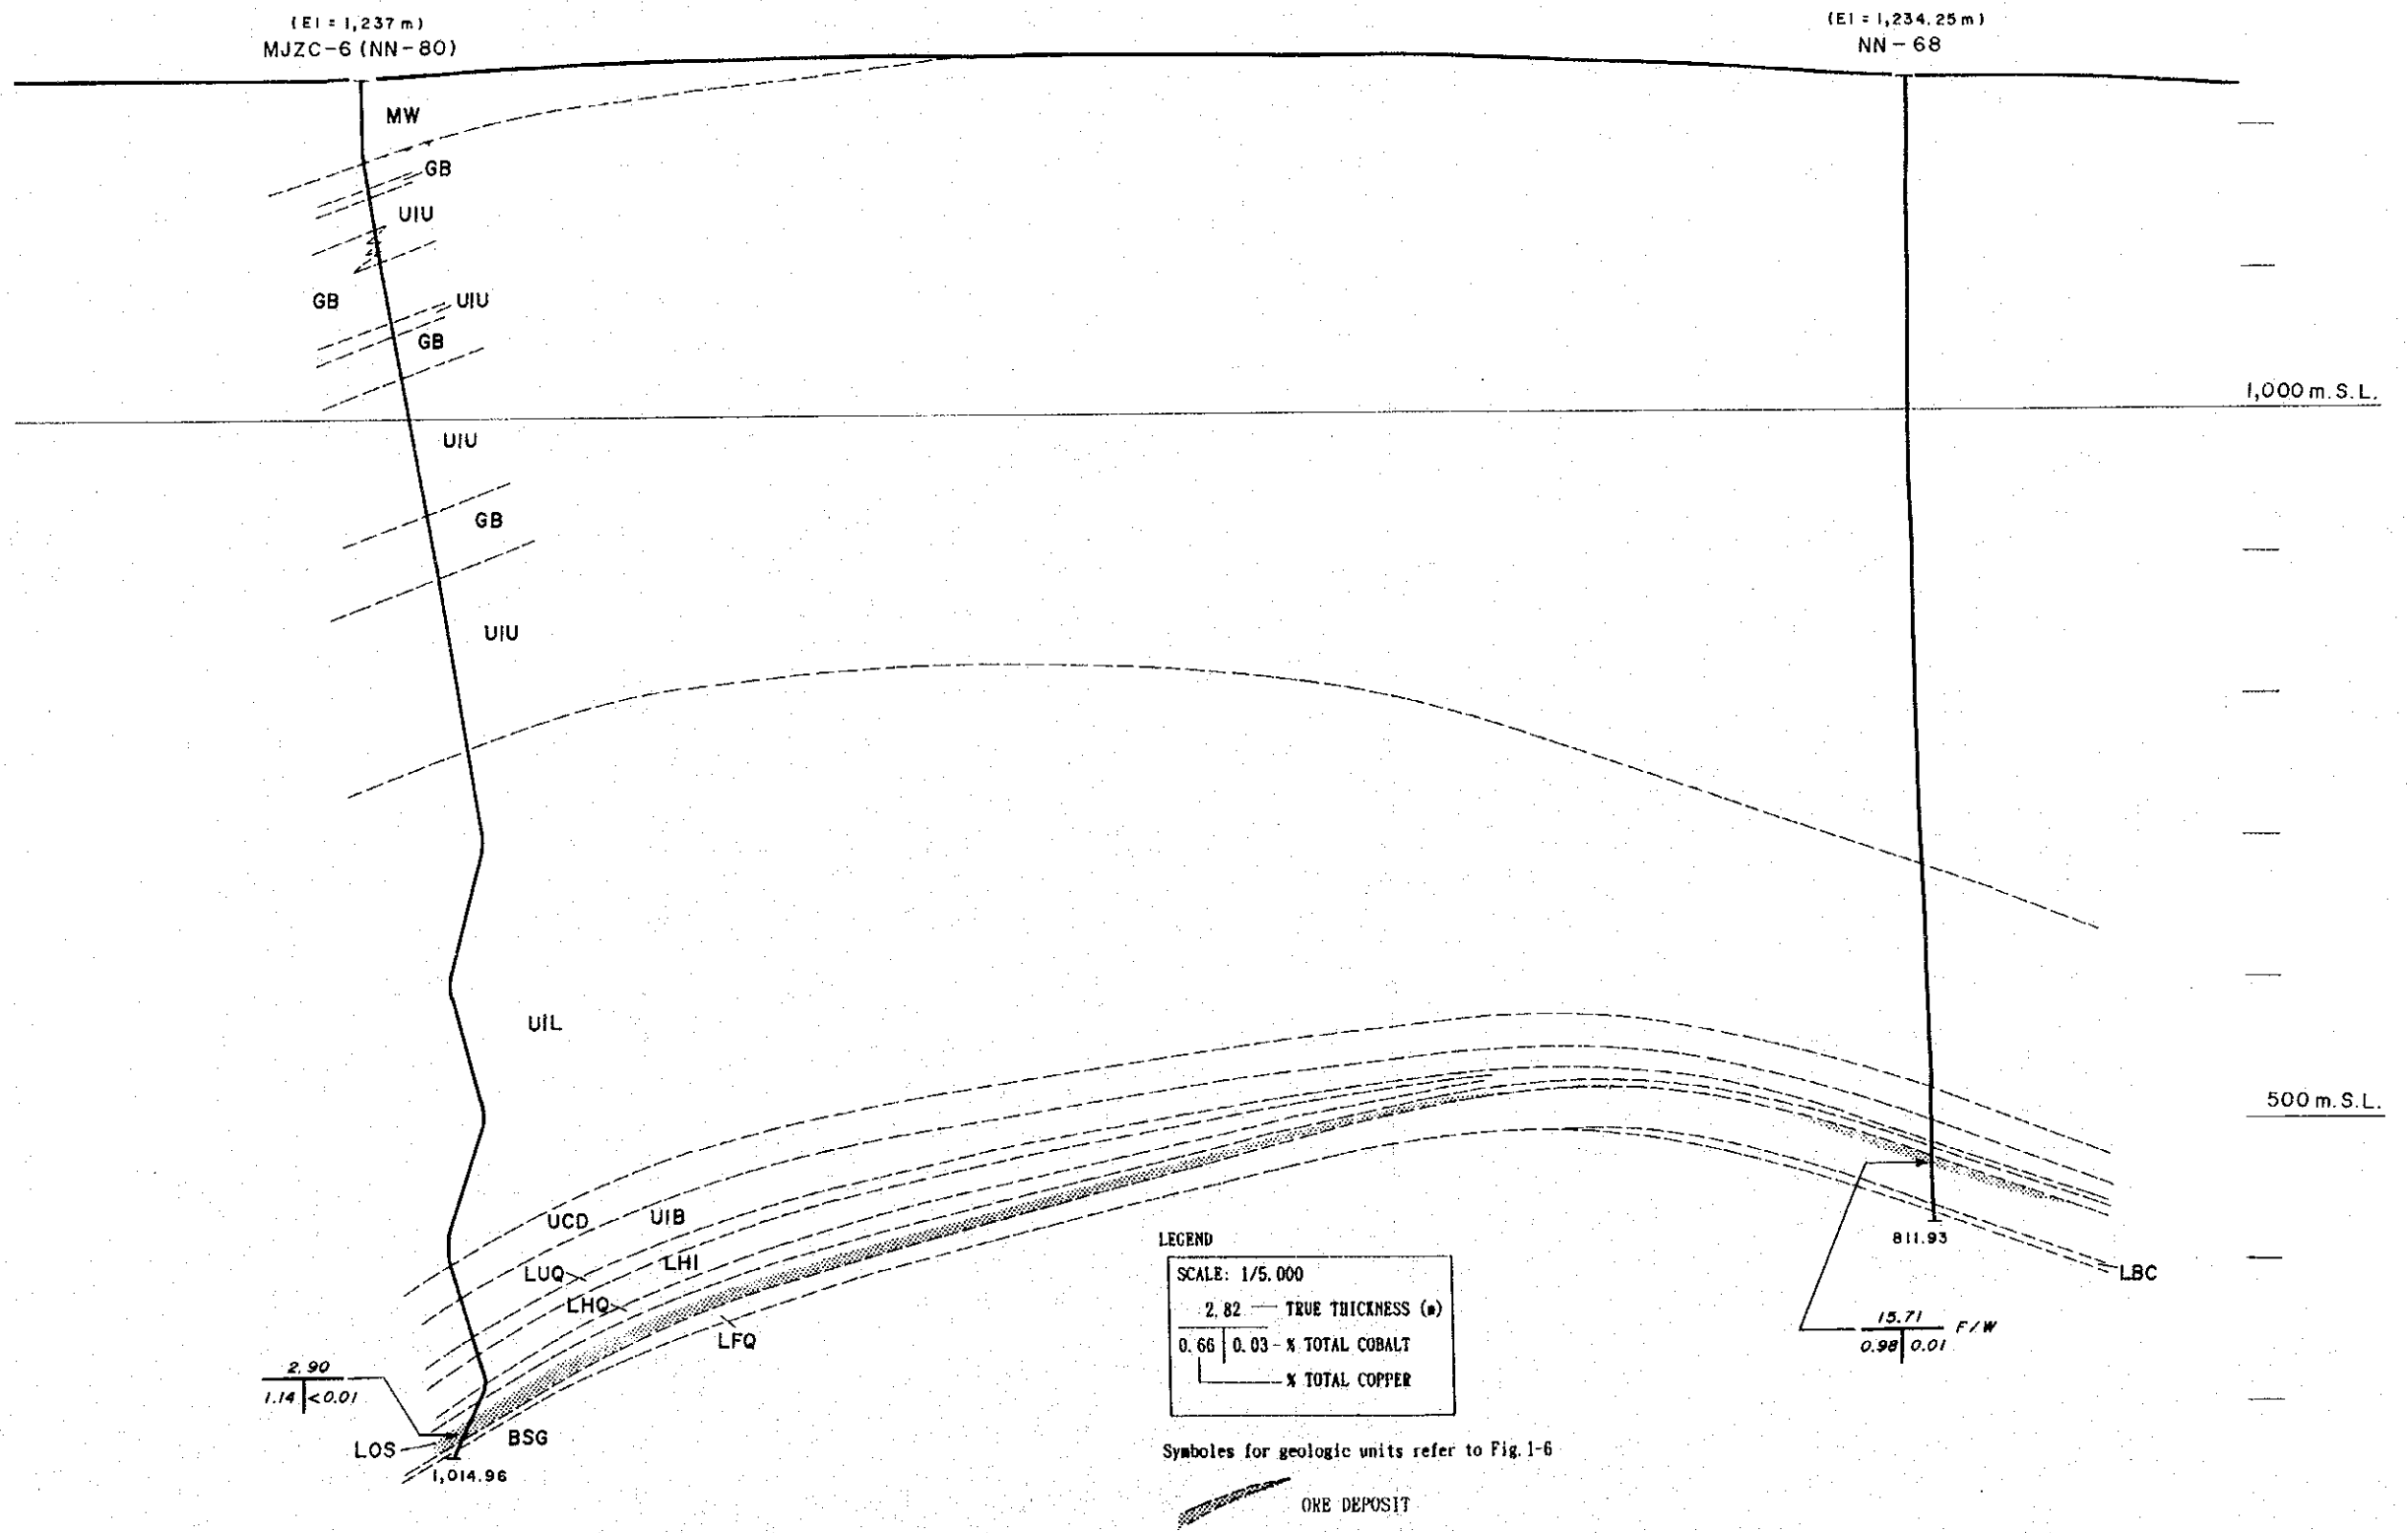 (El = 1,237 m)
MJZC-6 (NN-80)
(El = 1,234.25 m)
NN-68
MW
GB
UIU
GB
UIU
GB
1,000 m. S. L.
UIU
GB
UIU
UIL
500 m. S. L.
UCD
UIB
LUQ
LHI
LHQ
LFQ
LEGEND
SCALE: 1/5.000
2.82 — TRUE THICKNESS (m)
0.66 | 0.03 - % TOTAL COBALT
% TOTAL COPPER
811.93
LBC
15.71 F/W
0.98 | 0.01
2.90
1.14 | <0.01
LOS
BSG
1,014.96
Symboles for geologic units refer to Fig. 1-6
ORE DEPOSIT